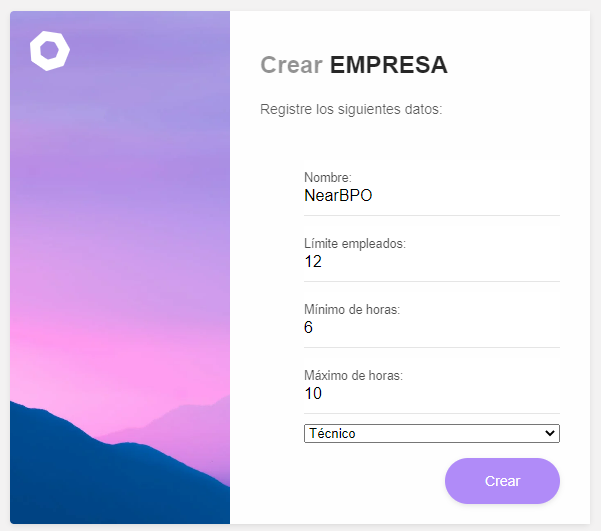 Crear EMPRESA
Registre los siguientes datos:
Nombre:
NearBPO
Límite empleados:
12
Mínimo de horas:
6
Máximo de horas:
10
Técnico
Crear